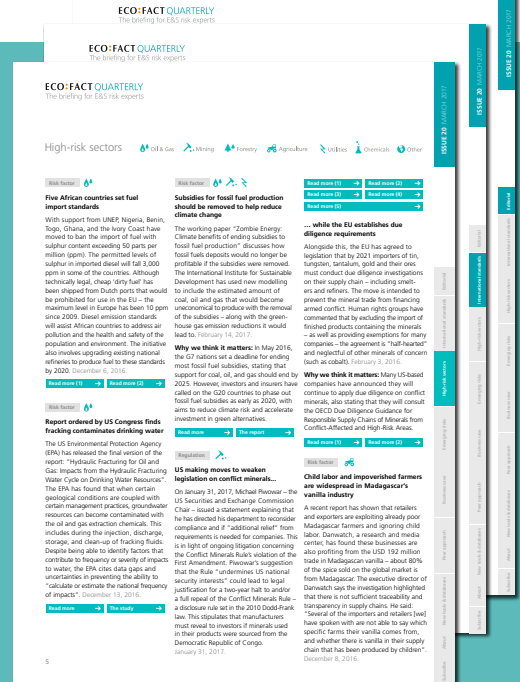 ECO:FACT QUARTERLY
The briefing for E&S risk experts
ECO:FACT QUARTERLY
The briefing for E&S risk experts
ECO:FACT QUARTERLY
The briefing for E&S risk experts
ISSUE 20 MARCH 2017
ISSUE 20 MARCH 2017
ISSUE 20 MARCH 2017
High-risk sectors
Oil & Gas
Mining
Forestry
Agriculture
Utilities
Chemicals
Other
Risk factor
Five African countries set fuel
import standards
With support from UNEP, Nigeria, Benin,
Togo, Ghana, and the Ivory Coast have
moved to ban the import of fuel with
sulphur content exceeding 50 parts per
million (ppm). The permitted levels of
sulphur in imported diesel will fall 3,000
ppm in some of the countries. Although
technically legal, cheap 'dirty fuel' has
been shipped from Dutch ports that would
be prohibited for use in the EU – the
maximum level in Europe has been 10 ppm
since 2009. Diesel emission standards
will assist African countries to address air
pollution and the health and safety of the
population and environment. The initiative
also involves upgrading existing national
refineries to produce fuel to these standards
by 2020. December 6, 2016.
Read more (1)
Read more (2)
Risk factor
Report ordered by US Congress finds
fracking contaminates drinking water
The US Environmental Protection Agency
(EPA) has released the final version of the
report: "Hydraulic Fracturing for Oil and
Gas: Impacts from the Hydraulic Fracturing
Water Cycle on Drinking Water Resources".
The EPA has found that when certain
geological conditions are coupled with
certain management practices, groundwater
resources can become contaminated with
the oil and gas extraction chemicals. This
includes during the injection, discharge,
storage, and clean-up of fracking fluids.
Despite being able to identify factors that
contribute to frequency or severity of impacts
to water, the EPA cites data gaps and
uncertainties in preventing the ability to
"calculate or estimate the national frequency
of impacts". December 13, 2016.
Read more
The study
Risk factor
Subsidies for fossil fuel production
should be removed to help reduce
climate change
The working paper "Zombie Energy:
Climate benefits of ending subsidies to
fossil fuel production" discusses how
fossil fuels deposits would no longer be
profitable if the subsidies were removed.
The International Institute for Sustainable
Development has used new modelling
to include the estimated amount of
coal, oil and gas that would become
uneconomical to produce with the removal
of the subsidies – along with the green-
house gas emission reductions it would
lead to. February 14, 2017.
Why we think it matters: In May 2016,
the G7 nations set a deadline for ending
most fossil fuel subsidies, stating that
support for coal, oil, and gas should end by
2025. However, investors and insurers have
called on the G20 countries to phase out
fossil fuel subsidies as early as 2020, with
aims to reduce climate risk and accelerate
investment in green alternatives.
Read more
The report
Regulation
US making moves to weaken
legislation on conflict minerals...
On January 31, 2017, Michael Piwowar – the
US Securities and Exchange Commission
Chair – issued a statement explaining that
he has directed his department to reconsider
compliance and if "additional relief" from
requirements is needed for companies. This
is in light of ongoing litigation concerning
the Conflict Minerals Rule's violation of the
First Amendment. Piwowar's suggestion
that the Rule "undermines US national
security interests" could lead to legal
justification for a two-year halt to and/or
a full repeal of the Conflict Minerals Rule –
a disclosure rule set in the 2010 Dodd-Frank
law. This stipulates that manufacturers
must reveal to investors if minerals used
in their products were sourced from the
Democratic Republic of Congo.
January 31, 2017.
Read more (1)
Read more (2)
Read more (3)
Read more (4)
Read more (5)
... while the EU establishes due
diligence requirements
Alongside this, the EU has agreed to
legislation that by 2021 importers of tin,
tungsten, tantalum, gold and their ores
must conduct due diligence investigations
on their supply chain – including smelt-
ers and refiners. The move is intended to
prevent the mineral trade from financing
armed conflict. Human rights groups have
commented that by excluding the import of
finished products containing the minerals
– as well as providing exemptions for many
companies – the agreement is "half-hearted"
and neglectful of other minerals of concern
(such as cobalt). February 3, 2016.
Why we think it matters: Many US-based
companies have announced they will
continue to apply due diligence on conflict
minerals, also stating that they will consult
the OECD Due Diligence Guidance for
Responsible Supply Chains of Minerals from
Conflict-Affected and High-Risk Areas.
Read more (1)
Read more (2)
Risk factor
Child labor and impoverished farmers
are widespread in Madagascar's
vanilla industry
A recent report has shown that retailers
and exporters are exploiting already poor
Madagascar farmers and ignoring child
labor. Danwatch, a research and media
center, has found these businesses are
also profiting from the USD 192 million
trade in Madagascan vanilla – about 80%
of the spice sold on the global market is
from Madagascar. The executive director of
Danwatch says the investigation highlighted
that there is not sufficient traceability and
transparency in supply chains. He said:
"Several of the importers and retailers [we]
have spoken with are not able to say which
specific farms their vanilla comes from,
and whether there is vanilla in their supply
chain that has been produced by children".
December 8, 2016.
5
Editorial
International standards
High-risk sectors